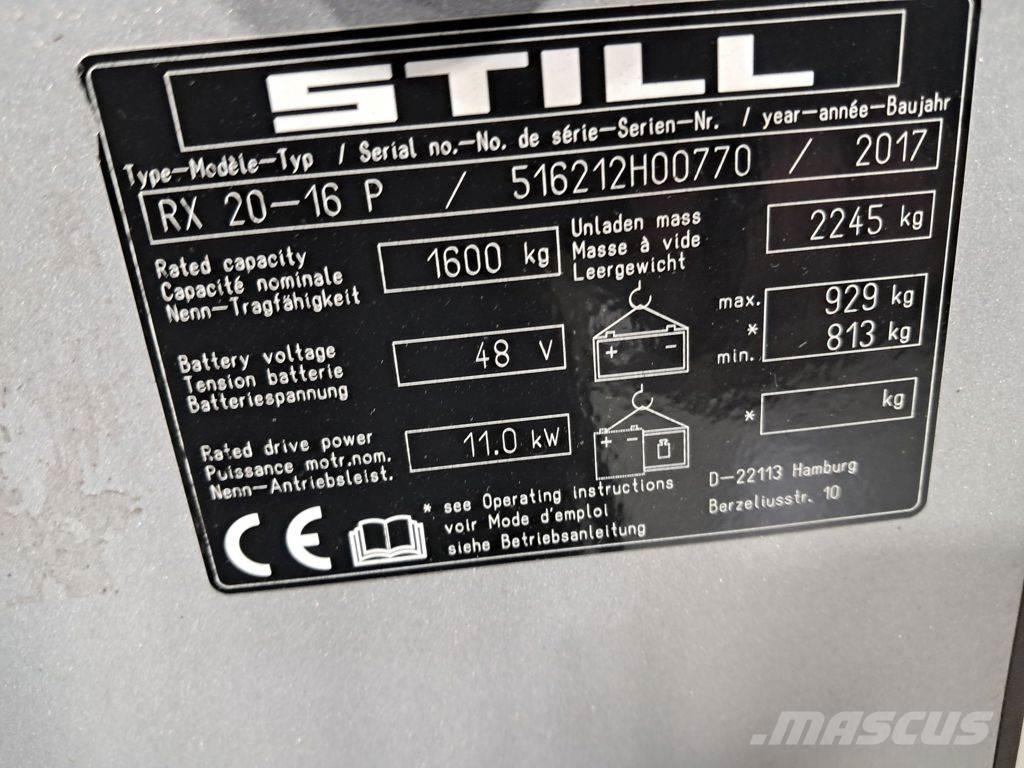 STILL
Type-Modèle-Typ / Serial no.-No. de série-Serien-Nr. / year-année-Baujahr
RX 20-16 P / 516212H00770 / 2017
Rated capacity
Capacité nominale
Nenn-Tragfähigkeit
1600 kg
Unladen mass
Masse à vide
Leergewicht
2245 kg
Battery voltage
Tension batterie
Batteriespannung
48 V
+ -
max. 929 kg
*
min. 813 kg
Rated drive power
Puissance motr.nom.
Nenn-Antriebsleist.
11.0 kW
+ -
* kg
CE
* see Operating instructions
voir Mode d'emploi
siehe Betriebsanleitung
D-22113 Hamburg
Berzeliusstr. 10
MASCUS